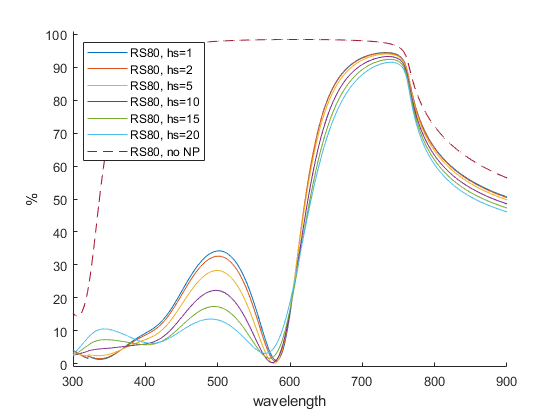 100
90
80
70
60
50
40
30
20
10
0
%
RS80, hs=1
RS80, hs=2
RS80, hs=5
RS80, hs=10
RS80, hs=15
RS80, hs=20
RS80, no NP
300 400 500 600 700 800 900
wavelength